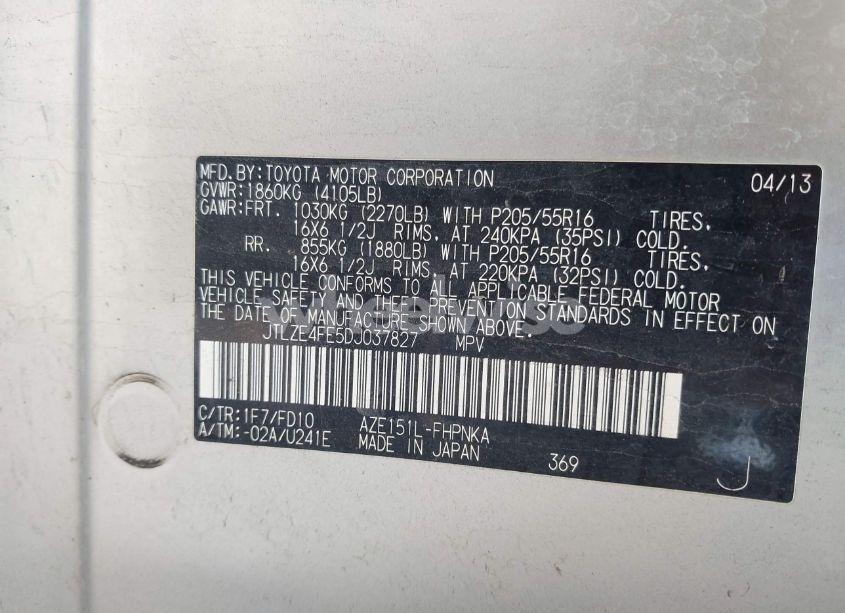 MFD. BY: TOYOTA MOTOR CORPORATION 04/13
GVWR: 1860KG (4105LB)
GAWR: FRT. 1030KG (2270LB) WITH P205/55R16 TIRES,
16X6 1/2J RIMS, AT 240KPA (35PSI) COLD.
RR. 855KG (1880LB) WITH P205/55R16 TIRES,
16X6 1/2J RIMS, AT 220KPA (32PSI) COLD.
THIS VEHICLE CONFORMS TO ALL APPLICABLE FEDERAL MOTOR
VEHICLE SAFETY AND THEFT PREVENTION STANDARDS IN EFFECT ON
THE DATE OF MANUFACTURE SHOWN ABOVE.
JTLZE4FE5DJ037827 MPV
C/TR: 1F7/FD10 AZE151L-FHPNKA
A/TM: -02A/U241E MADE IN JAPAN 369 J